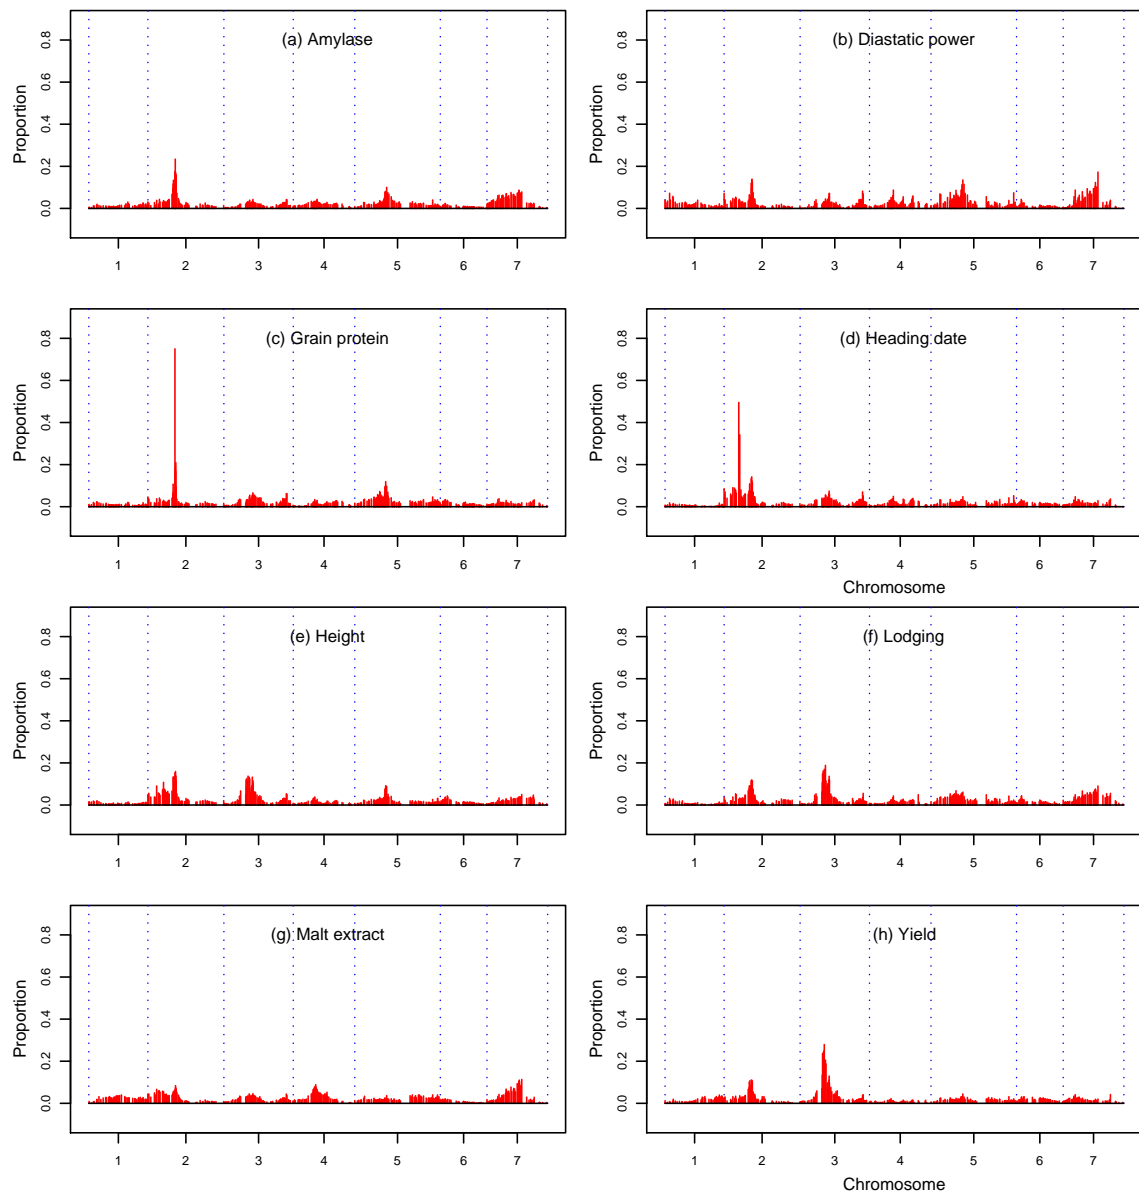 (a) Amylase
Proportion
0.0 0.2 0.4 0.6 0.8
1 2 3 4 5 6 7
(b) Diastatic power
Proportion
0.0 0.2 0.4 0.6 0.8
1 2 3 4 5 6 7
(c) Grain protein
Proportion
0.0 0.2 0.4 0.6 0.8
1 2 3 4 5 6 7
(d) Heading date
Proportion
0.0 0.2 0.4 0.6 0.8
1 2 3 4 5 6 7
Chromosome
(e) Height
Proportion
0.0 0.2 0.4 0.6 0.8
1 2 3 4 5 6 7
(f) Lodging
Proportion
0.0 0.2 0.4 0.6 0.8
1 2 3 4 5 6 7
(g) Malt extract
Proportion
0.0 0.2 0.4 0.6 0.8
1 2 3 4 5 6 7
(h) Yield
Proportion
0.0 0.2 0.4 0.6 0.8
1 2 3 4 5 6 7
Chromosome